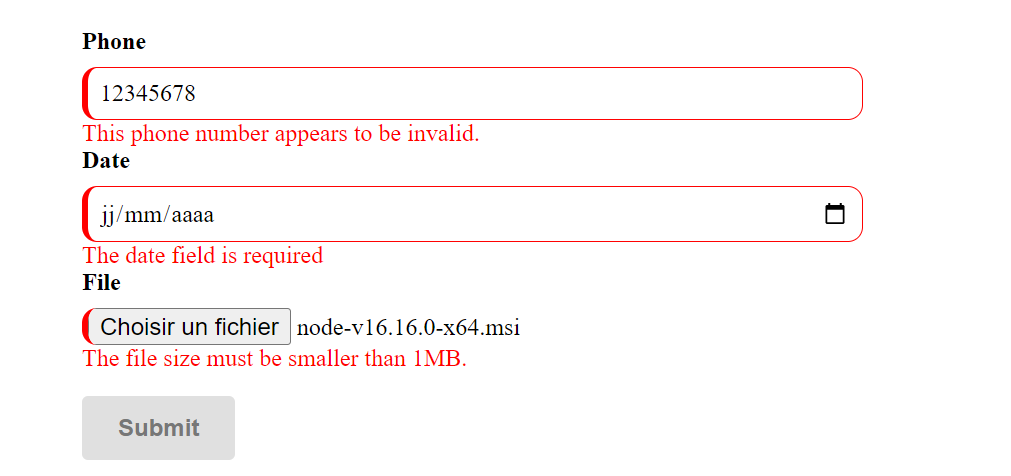 Phone
12345678
This phone number appears to be invalid.
Date
jj/mm/aaaa
The date field is required
File
Choisir un fichier node-v16.16.0-x64.msi
The file size must be smaller than 1MB.
Submit